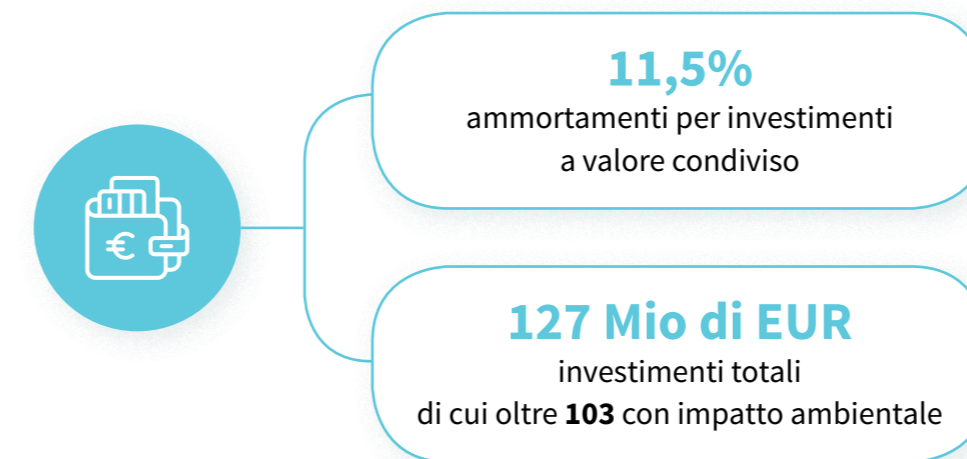 11,5%
ammortamenti per investimenti
a valore condiviso
€
127 Mio di EUR
investimenti totali
di cui oltre 103 con impatto ambientale